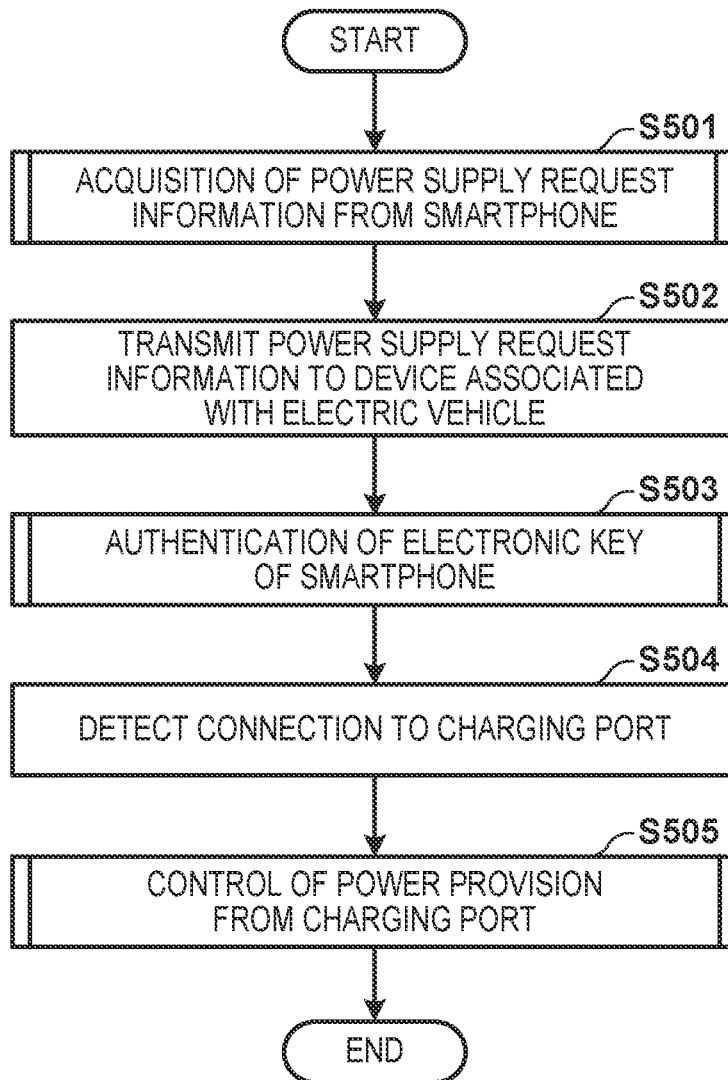 START
S501
ACQUISITION OF POWER SUPPLY REQUEST
INFORMATION FROM SMARTPHONE
S502
TRANSMIT POWER SUPPLY REQUEST
INFORMATION TO DEVICE ASSOCIATED
WITH ELECTRIC VEHICLE
S503
AUTHENTICATION OF ELECTRONIC KEY
OF SMARTPHONE
S504
DETECT CONNECTION TO CHARGING PORT
S505
CONTROL OF POWER PROVISION
FROM CHARGING PORT
END